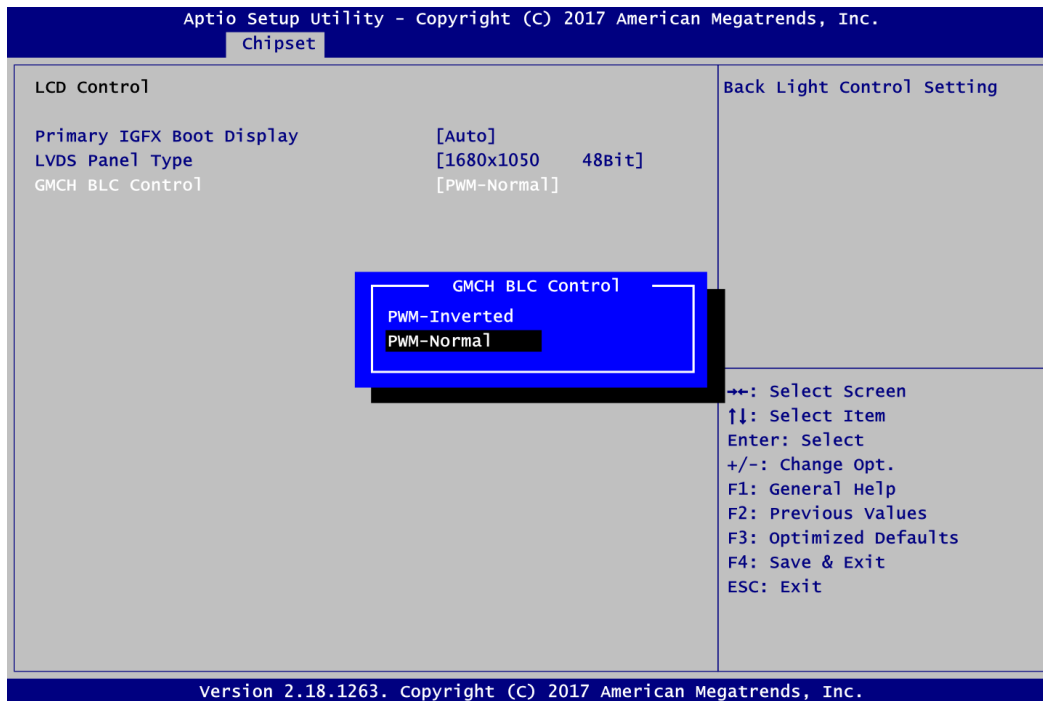 Aptio Setup Utility - Copyright (C) 2017 American Megatrends, Inc.
Chipset
LCD Control
Primary IGFX Boot Display [Auto]
LVDS Panel Type [1680x1050 48Bit]
GMCH BLC Control [PWM-Normal]
GMCH BLC Control
PWM-Inverted
PWM-Normal
Back Light Control Setting
→←: Select Screen
↑↓: Select Item
Enter: Select
+/-: Change Opt.
F1: General Help
F2: Previous Values
F3: Optimized Defaults
F4: Save & Exit
ESC: Exit
Version 2.18.1263. Copyright (C) 2017 American Megatrends, Inc.